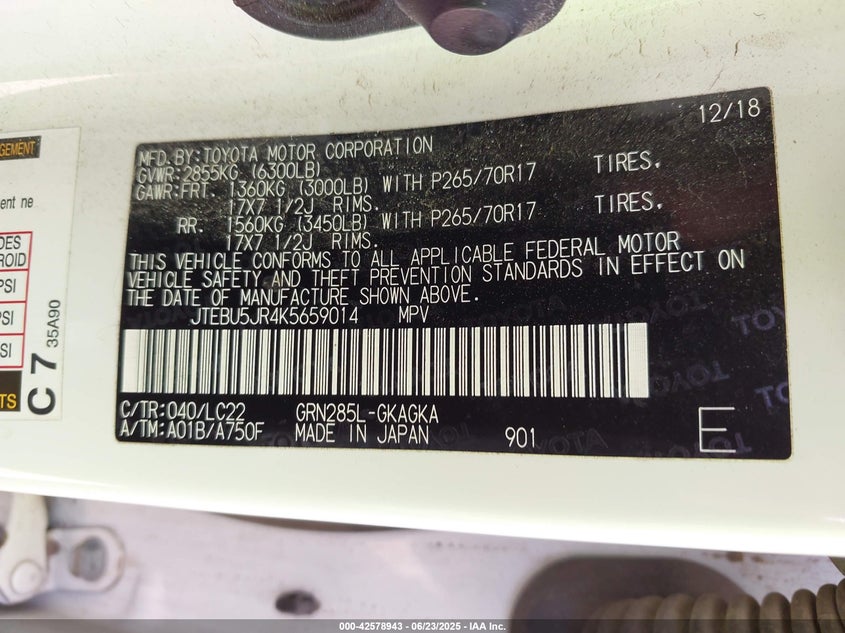 12/18
MFD.BY:TOYOTA MOTOR CORPORATION
GVWR:2855KG (6300LB)
GAWR:FRT. 1360KG (3000LB) WITH P265/70R17 TIRES,
17X7 1/2J RIMS.
RR. 1560KG (3450LB) WITH P265/70R17 TIRES,
17X7 1/2J RIMS.
THIS VEHICLE CONFORMS TO ALL APPLICABLE FEDERAL MOTOR
VEHICLE SAFETY AND THEFT PREVENTION STANDARDS IN EFFECT ON
THE DATE OF MANUFACTURE SHOWN ABOVE.
JTEBU5JR4K5659014 MPV
C/TR:040/LC22 GRN285L-GKAGKA
A/TM:A01B/A750F MADE IN JAPAN 901 E
TOYOTA
C 7 35A90
000-42578943 - 06/23/2025 - IAA Inc.